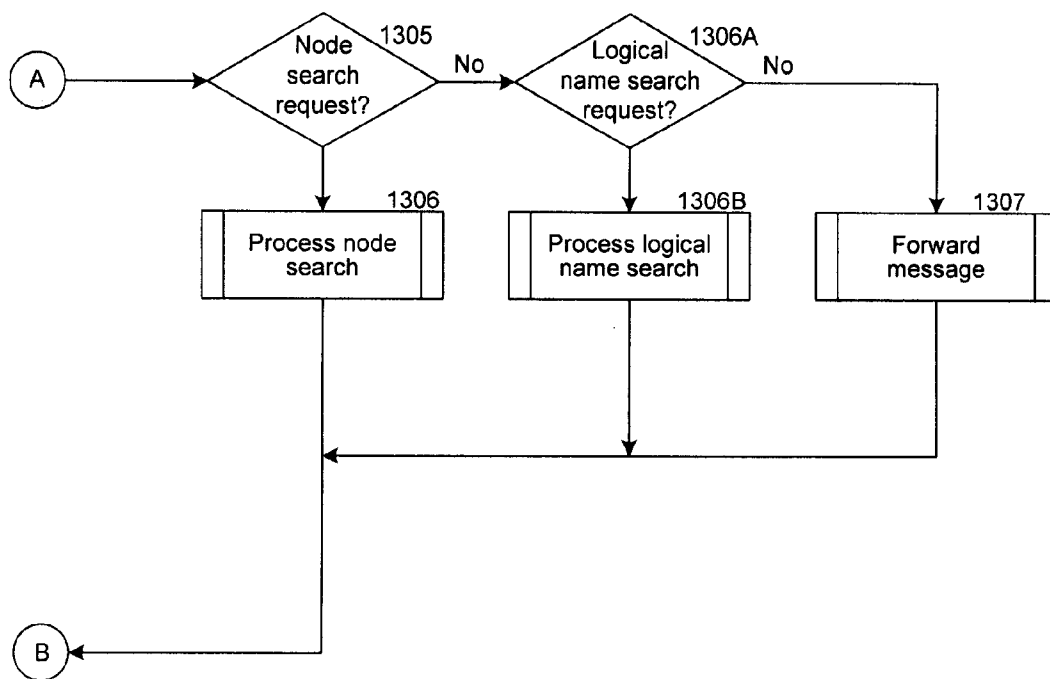 A
1305
Node
search
request?
No
1306A
Logical
name search
request?
No
1306
Process node
search
1306B
Process logical
name search
1307
Forward
message
B